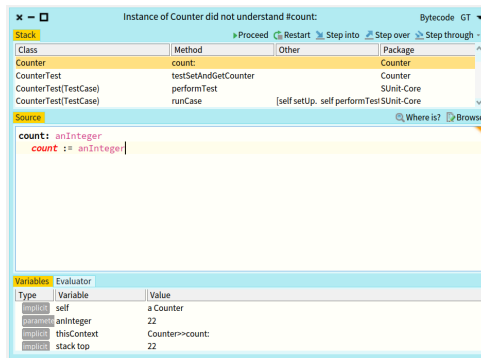 Instance of Counter did not understand #count: Bytecode GT
Stack Proceed Restart Step into Step over Step through
Class Method Other Package
Counter count: Counter
CounterTest testSetAndGetCounter Counter
CounterTest(TestCase) performTest SUnit-Core
CounterTest(TestCase) runCase [self setUp. self performTest SUnit-Core
Source Where is? Browse
count: anInteger
count := anInteger
Variables Evaluator
Type Variable Value
implicit self a Counter
paramete anInteger 22
implicit thisContext Counter>>count:
implicit stack top 22